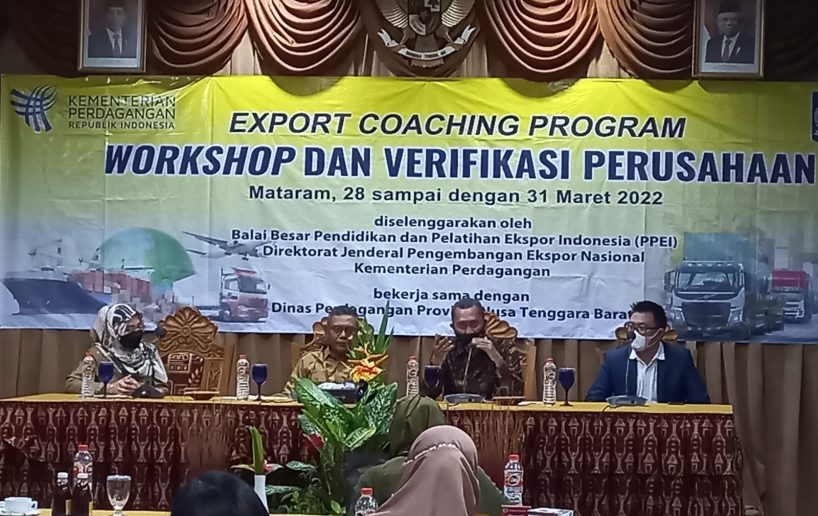 KEMENTERIAN
PERDAGANGAN
REPUBLIK INDONESIA
EXPORT COACHING PROGRAM
WORKSHOP DAN VERIFIKASI PERUSAHAAN
Mataram, 28 sampai dengan 31 Maret 2022
diselenggarakan oleh
Balai Besar Pendidikan dan Pelatihan Ekspor Indonesia (PPEI)
Direktorat Jenderal Pengembangan Ekspor Nasional
Kementerian Perdagangan
bekerja sama dengan
Dinas Perdagangan Provin usa Tenggara Barat